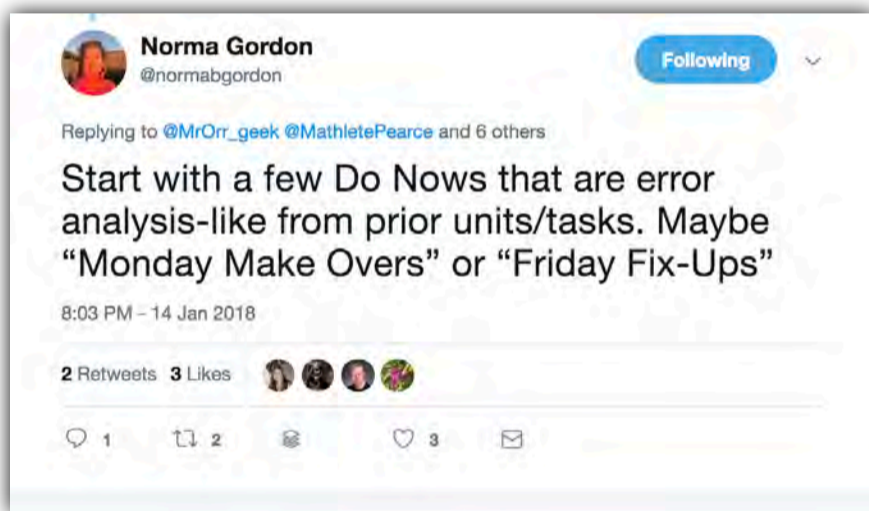 Norma Gordon
@normabgordon
Following
Replying to @MrOrr_geek @MathletePearce and 6 others
Start with a few Do Nows that are error
analysis-like from prior units/tasks. Maybe
“Monday Make Overs” or “Friday Fix-Ups”
8:03 PM – 14 Jan 2018
2 Retweets 3 Likes
1 2 3